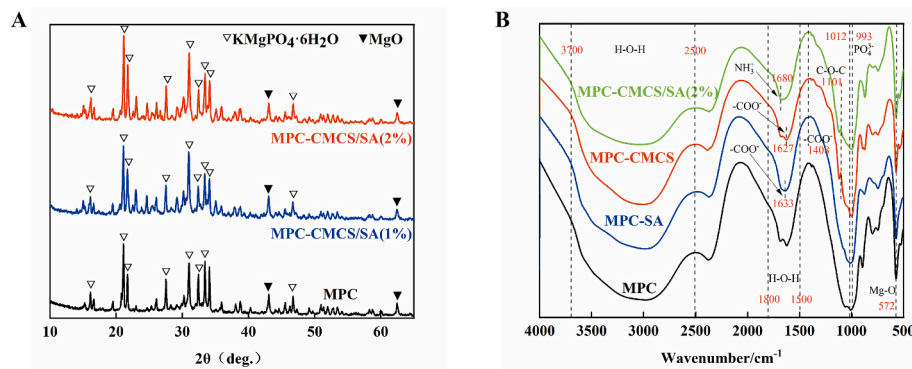 A
▽KMgPO4·6H2O ▼MgO
MPC-CMCS/SA(2%)
MPC-CMCS/SA(1%)
MPC
10 20 30 40 50 60
2θ (deg.)
B
3700 H-O-H 2500 1012 993
PO₄³⁻
NH₃⁺ 1680 C-O-C
1101
MPC-CMCS/SA(2%)
-COO⁻
MPC-CMCS 1627 -COO⁻
1408
-COO⁻
MPC-SA 1633
H-O-H
MPC Mg-O
1800 1500 572
4000 3500 3000 2500 2000 1500 1000 500
Wavenumber/cm⁻¹